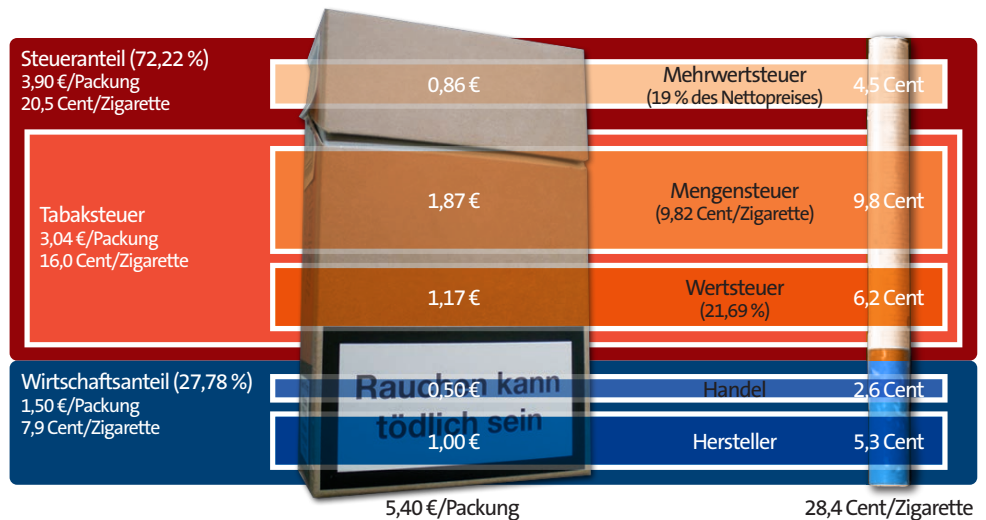 Steueranteil (72,22 %)
3,90 €/Packung
20,5 Cent/Zigarette
0,86 €
Mehrwertsteuer
(19 % des Nettopreises)
4,5 Cent
Tabaksteuer
3,04 €/Packung
16,0 Cent/Zigarette
1,87 €
Mengensteuer
(9,82 Cent/Zigarette)
9,8 Cent
1,17 €
Wertsteuer
(21,69 %)
6,2 Cent
Wirtschaftsanteil (27,78 %)
1,50 €/Packung
7,9 Cent/Zigarette
Rauchen kann
tödlich sein
0,50 €
Handel
2,6 Cent
1,00 €
Hersteller
5,3 Cent
5,40 €/Packung
28,4 Cent/Zigarette